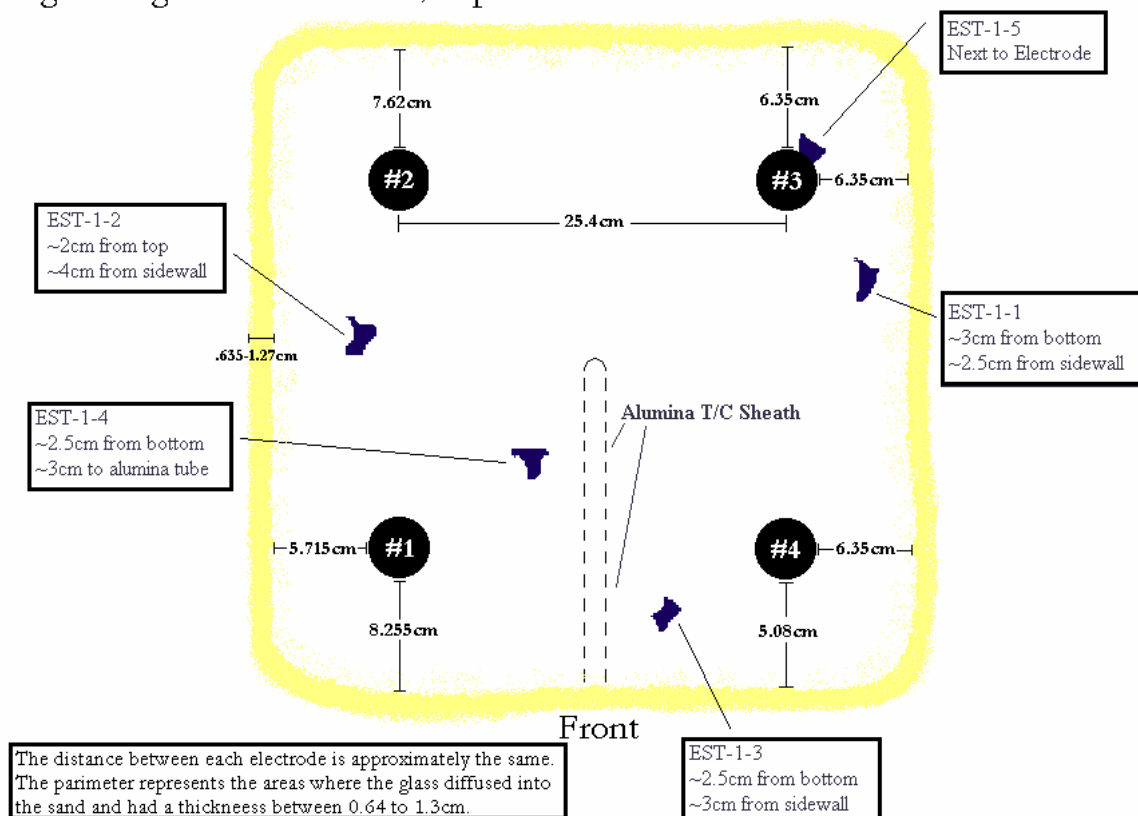 EST-1-5
Next to Electrode
7.62cm
6.35cm
#2
#3
6.35cm
25.4cm
EST-1-2
~2cm from top
~4cm from sidewall
EST-1-1
~3cm from bottom
~2.5cm from sidewall
.635-1.27cm
EST-1-4
~2.5cm from bottom
~3cm to alumina tube
Alumina T/C Sheath
5.715cm
#1
#4
6.35cm
8.255cm
5.08cm
Front
The distance between each electrode is approximately the same.
The parimeter represents the areas where the glass diffused into
the sand and had a thickneess between 0.64 to 1.3cm.
EST-1-3
~2.5cm from bottom
~3cm from sidewall